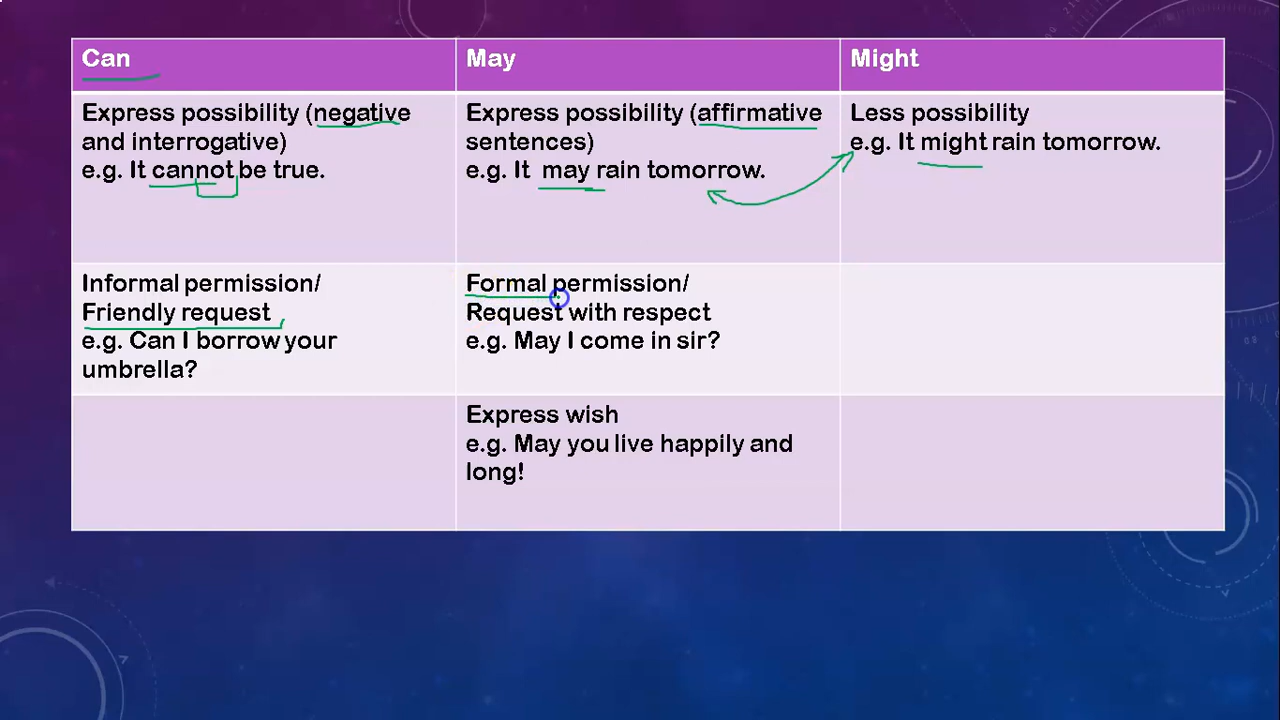 Can
May
Might
Express possibility (negative
and interrogative)
e.g. It cannot be true.
Express possibility (affirmative
sentences)
e.g. It may rain tomorrow.
Less possibility
e.g. It might rain tomorrow.
Informal permission/
Friendly request
e.g. Can I borrow your
umbrella?
Formal permission/
Request with respect
e.g. May I come in sir?
Express wish
e.g. May you live happily and
long!